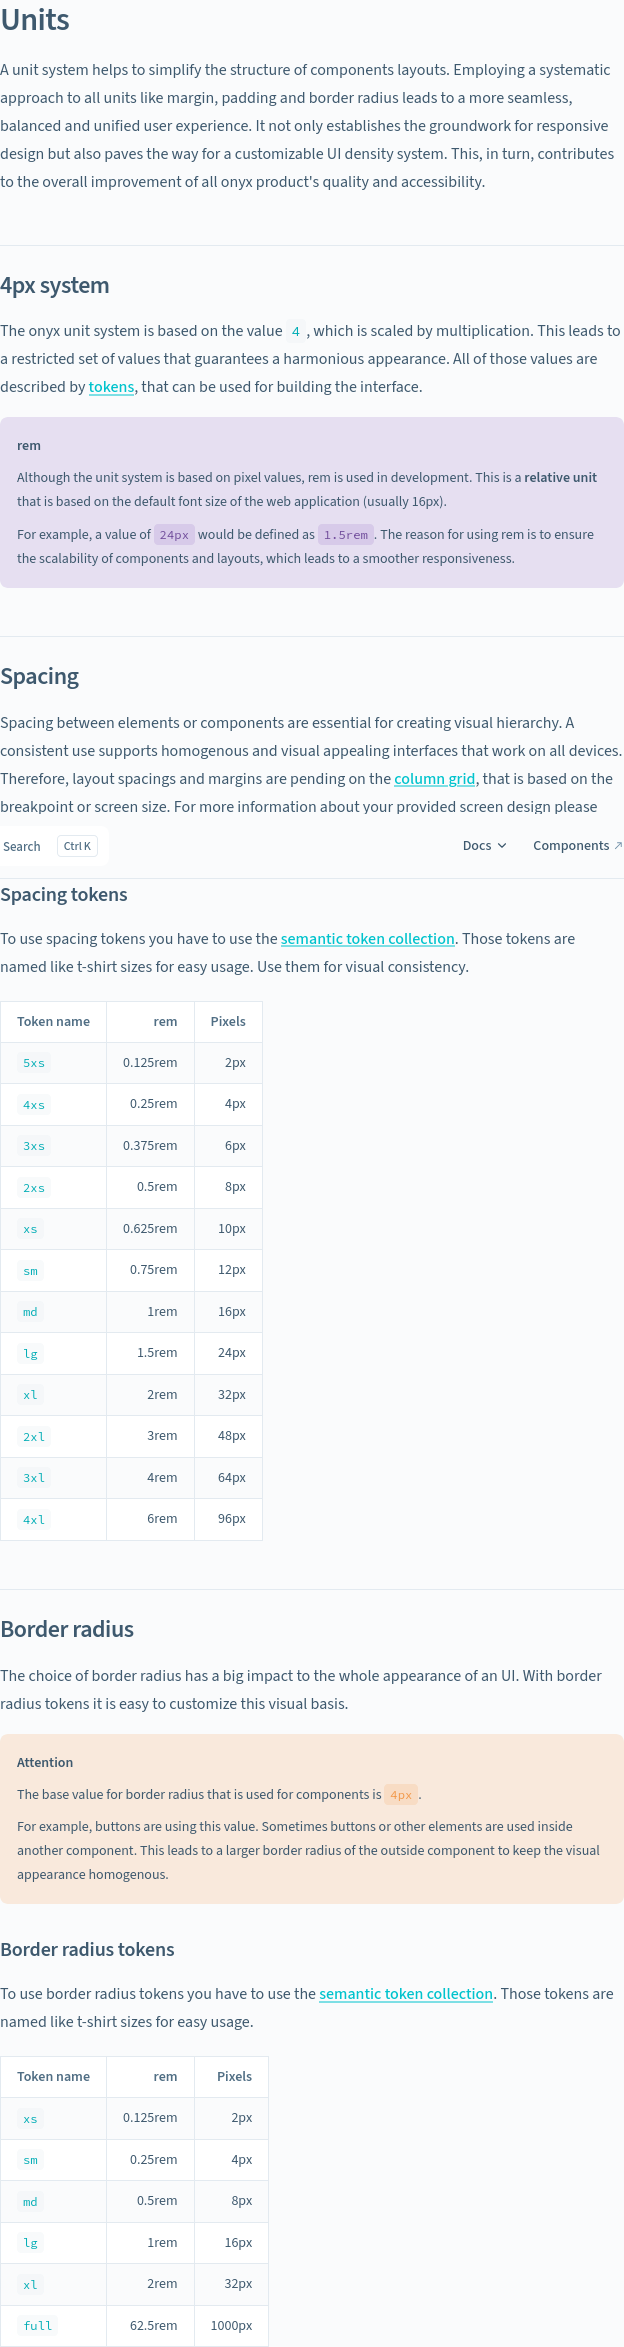 Units
A unit system helps to simplify the structure of components layouts. Employing a systematic
approach to all units like margin, padding and border radius leads to a more seamless,
balanced and unified user experience. It not only establishes the groundwork for responsive
design but also paves the way for a customizable UI density system. This, in turn, contributes
to the overall improvement of all onyx product's quality and accessibility.
4px system
The onyx unit system is based on the value 4 , which is scaled by multiplication. This leads to
a restricted set of values that guarantees a harmonious appearance. All of those values are
described by tokens, that can be used for building the interface.
rem
Although the unit system is based on pixel values, rem is used in development. This is a relative unit
that is based on the default font size of the web application (usually 16px).
For example, a value of 24px would be defined as 1.5rem . The reason for using rem is to ensure
the scalability of components and layouts, which leads to a smoother responsiveness.
Spacing
Spacing between elements or components are essential for creating visual hierarchy. A
consistent use supports homogenous and visual appealing interfaces that work on all devices.
Therefore, layout spacings and margins are pending on the column grid, that is based on the
breakpoint or screen size. For more information about your provided screen design please
Search Ctrl K Docs Components
Spacing tokens
To use spacing tokens you have to use the semantic token collection. Those tokens are
named like t-shirt sizes for easy usage. Use them for visual consistency.
Token name rem Pixels
5xs 0.125rem 2px
4xs 0.25rem 4px
3xs 0.375rem 6px
2xs 0.5rem 8px
xs 0.625rem 10px
sm 0.75rem 12px
md 1rem 16px
lg 1.5rem 24px
xl 2rem 32px
2xl 3rem 48px
3xl 4rem 64px
4xl 6rem 96px
Border radius
The choice of border radius has a big impact to the whole appearance of an UI. With border
radius tokens it is easy to customize this visual basis.
Attention
The base value for border radius that is used for components is 4px .
For example, buttons are using this value. Sometimes buttons or other elements are used inside
another component. This leads to a larger border radius of the outside component to keep the visual
appearance homogenous.
Border radius tokens
To use border radius tokens you have to use the semantic token collection. Those tokens are
named like t-shirt sizes for easy usage.
Token name rem Pixels
xs 0.125rem 2px
sm 0.25rem 4px
md 0.5rem 8px
lg 1rem 16px
xl 2rem 32px
full 62.5rem 1000px